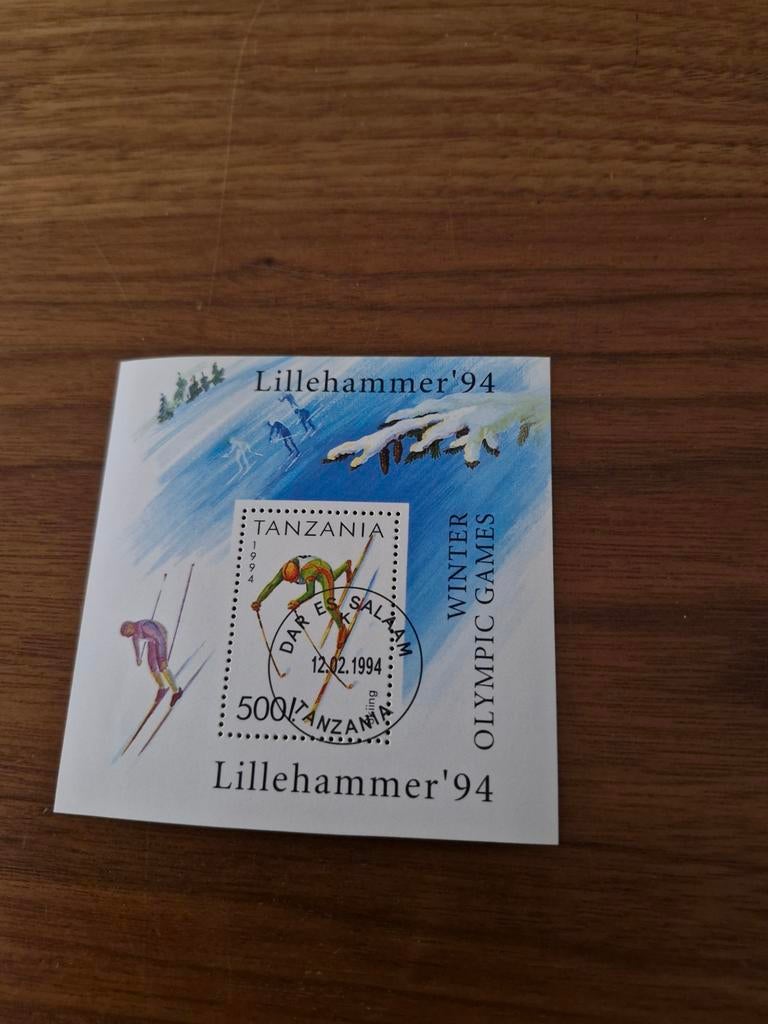 Lillehammer'94
TANZANIA
1994
WINTER
OLYMPIC GAMES
DAR ES SALAAM
12.02.1994
TANZANIA
500/.
Lillehammer'94